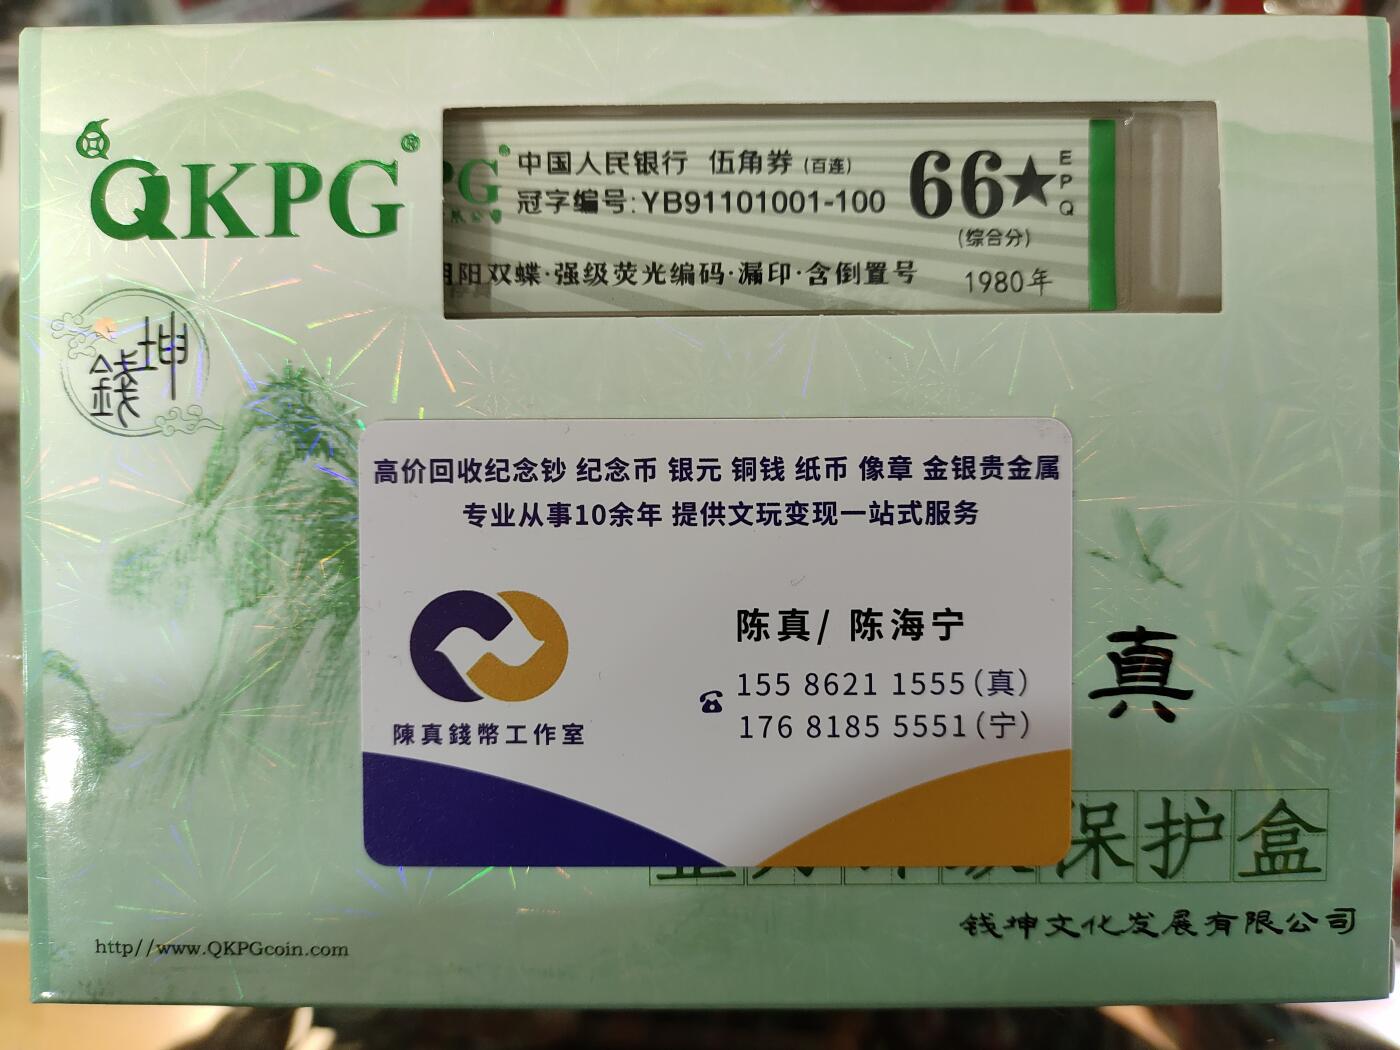 QKPG®
錢坤
PG®
中国人民银行 伍角券(百连)
冠字编号:YB91101001-100
66★
EPQ
(综合分)
阳双蝶·强级荧光编码·漏印·含倒置号
1980年
高价回收纪念钞 纪念币 银元 铜钱 纸币 像章 金银贵金属
专业从事10余年 提供文玩变现一站式服务
陈真/ 陈海宁
155 8621 1555(真)
176 8185 5551(宁)
陳真錢幣工作室
真
保护盒
钱坤文化发展有限公司
http//www.QKPGcoin.com